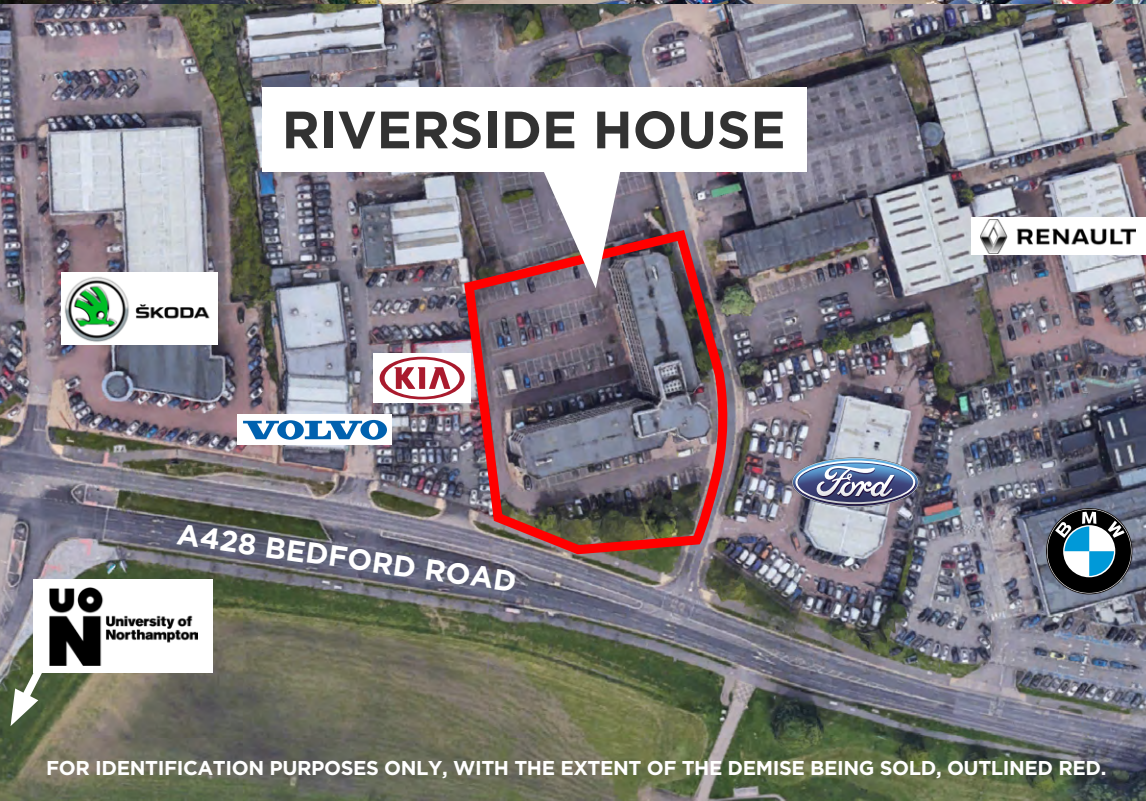 RIVERSIDE HOUSE
RENAULT
ŠKODA
KIA
VOLVO
Ford
BMW
A428 BEDFORD ROAD
UON
University of
Northampton
FOR IDENTIFICATION PURPOSES ONLY, WITH THE EXTENT OF THE DEMISE BEING SOLD, OUTLINED RED.